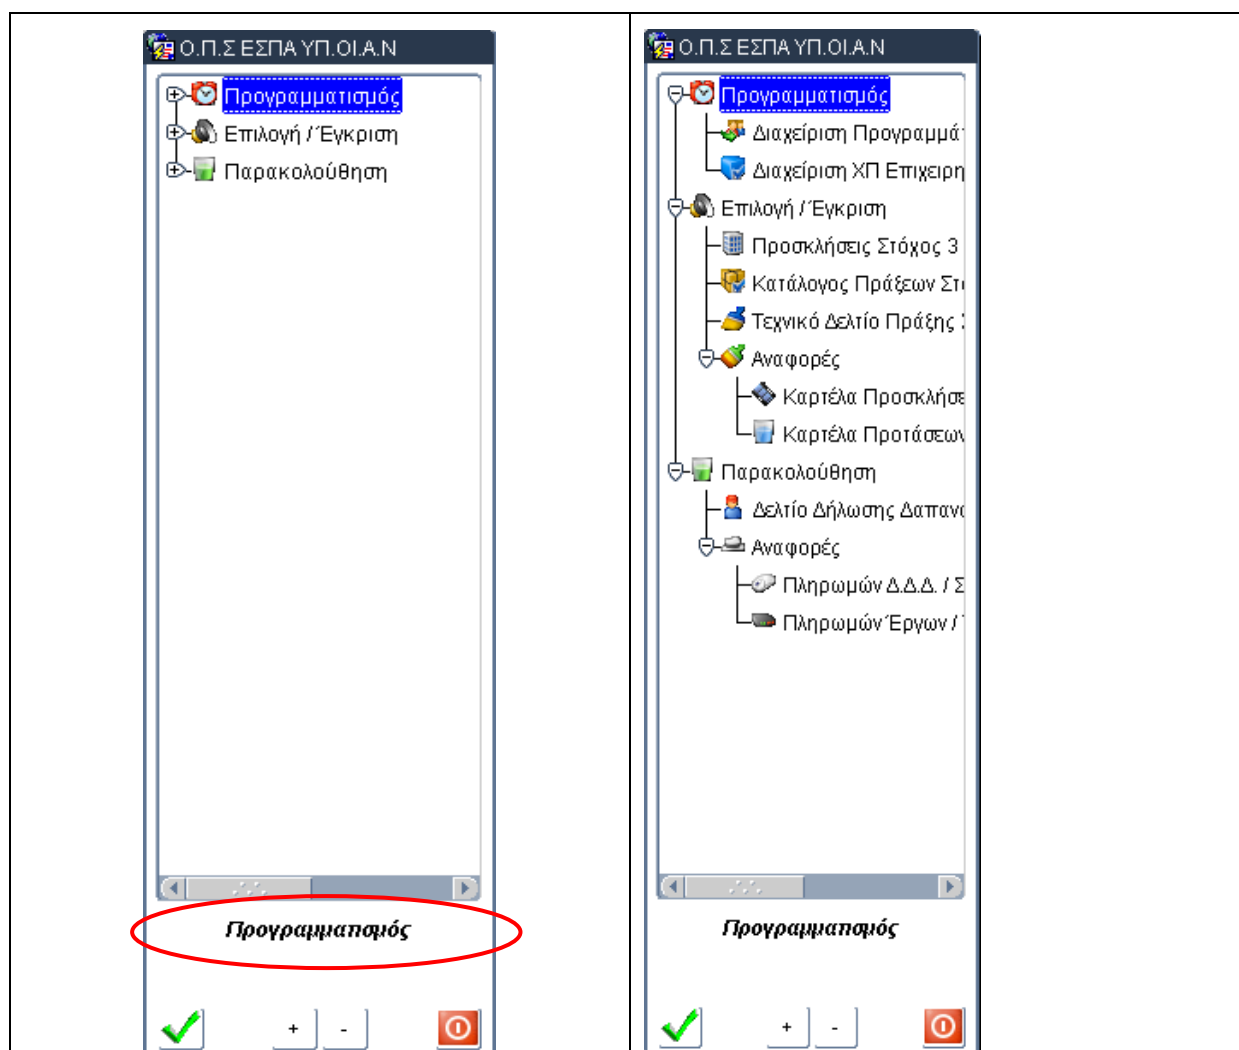 Ο.Π.Σ ΕΣΠΑ ΥΠ.ΟΙ.Α.Ν
Προγραμματισμός
Επιλογή / Έγκριση
Παρακολούθηση
Προγραμματισμός
+ -
Ο.Π.Σ ΕΣΠΑ ΥΠ.ΟΙ.Α.Ν
Προγραμματισμός
Διαχείριση Προγραμμά
Διαχείριση ΧΠ Επιχειρη
Επιλογή / Έγκριση
Προσκλήσεις Στόχος 3
Κατάλογος Πράξεων Στ
Τεχνικό Δελτίο Πράξης
Αναφορές
Καρτέλα Προσκλήσε
Καρτέλα Προτάσεων
Παρακολούθηση
Δελτίο Δήλωσης Δαπαν
Αναφορές
Πληρωμών Δ.Δ.Δ. / Σ
Πληρωμών Έργων /
Προγραμματισμός
+ -